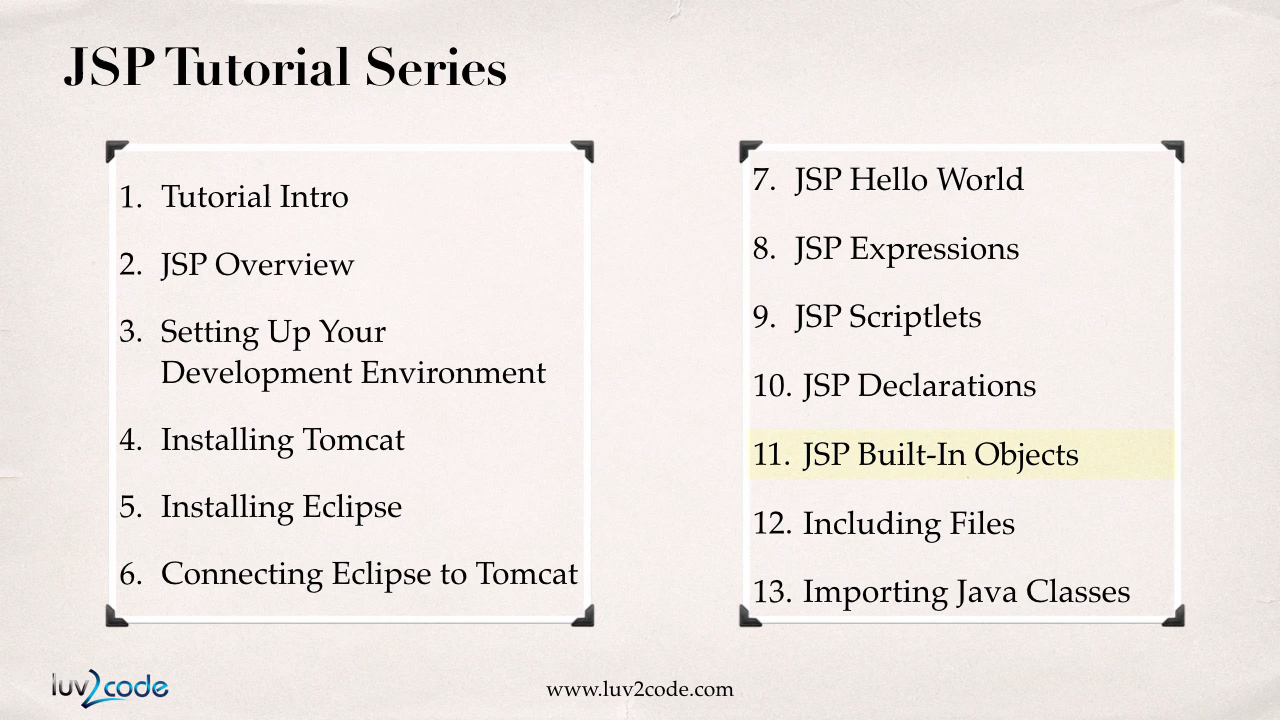 JSP Tutorial Series
1. Tutorial Intro
2. JSP Overview
3. Setting Up Your
Development Environment
4. Installing Tomcat
5. Installing Eclipse
6. Connecting Eclipse to Tomcat
7. JSP Hello World
8. JSP Expressions
9. JSP Scriptlets
10. JSP Declarations
11. JSP Built-In Objects
12. Including Files
13. Importing Java Classes
luv2code
www.luv2code.com